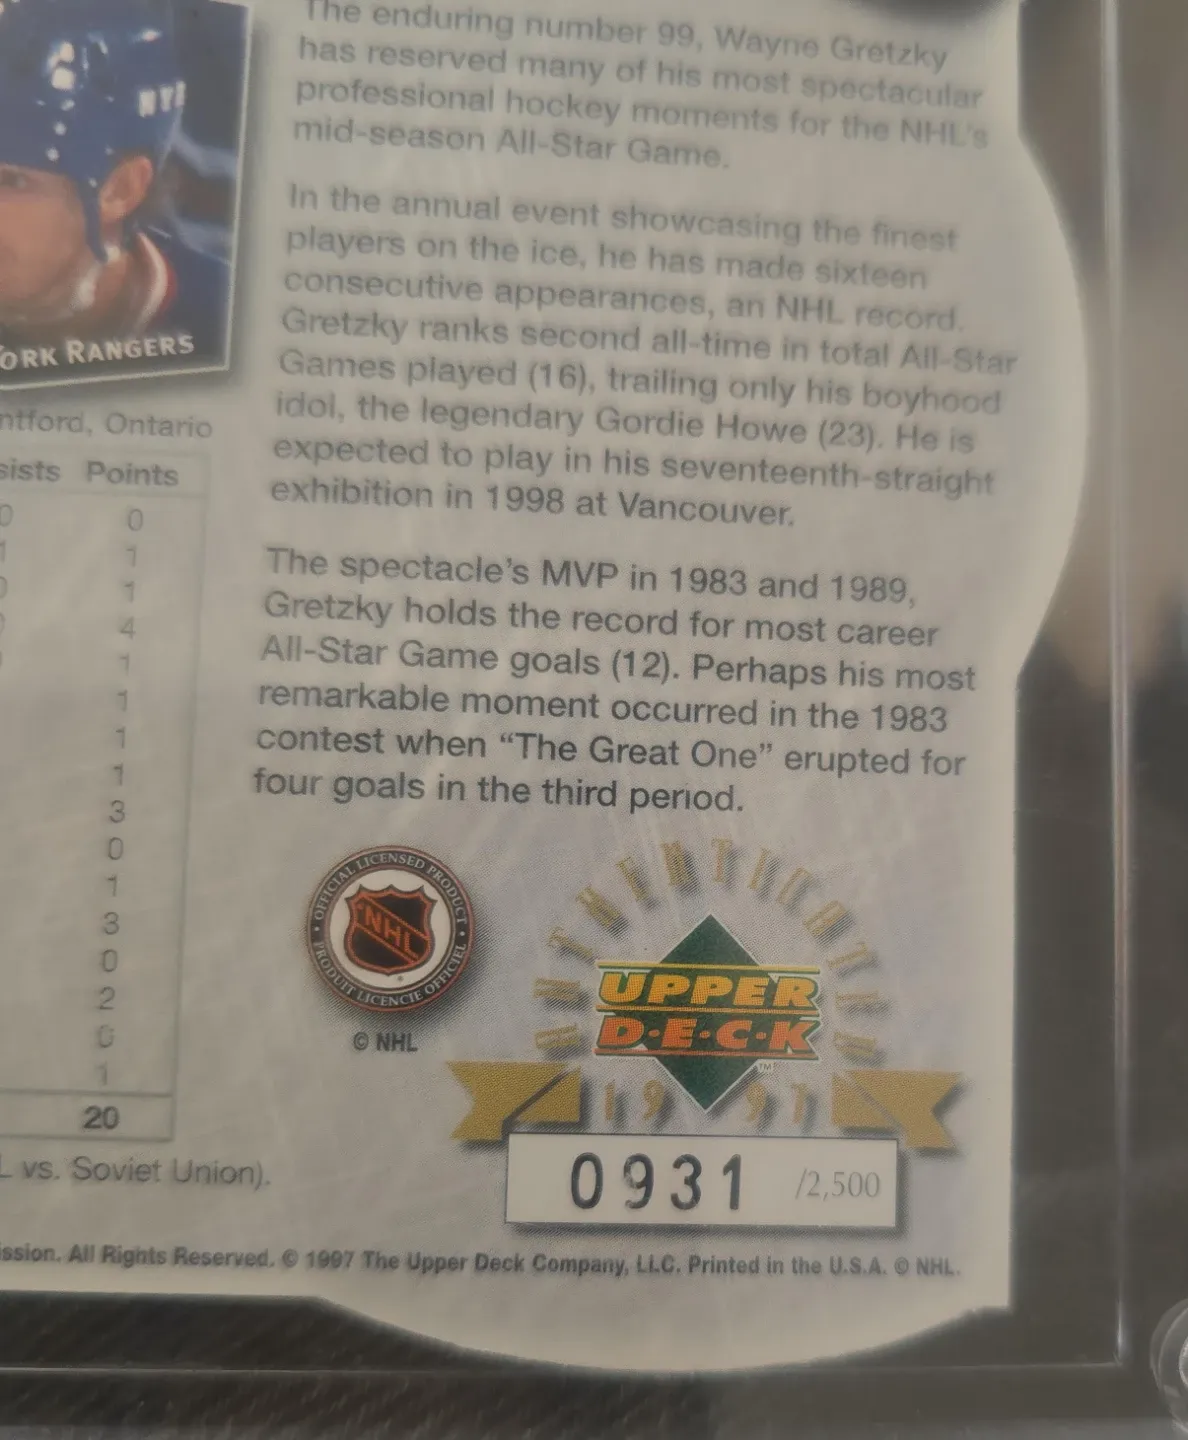 The enduring number 99, Wayne Gretzky
has reserved many of his most spectacular
professional hockey moments for the NHL's
mid-season All-Star Game.
In the annual event showcasing the finest
players on the ice, he has made sixteen
consecutive appearances, an NHL record.
Gretzky ranks second all-time in total All-Star
Games played (16), trailing only his boyhood
idol, the legendary Gordie Howe (23). He is
expected to play in his seventeenth-straight
exhibition in 1998 at Vancouver.
The spectacle's MVP in 1983 and 1989,
Gretzky holds the record for most career
All-Star Game goals (12). Perhaps his most
remarkable moment occurred in the 1983
contest when “The Great One” erupted for
four goals in the third period.
NYR
ORK RANGERS
ntford, Ontario
sists Points
0 0
1 1
0 1
4
1
1
1
1
3
0
1
3
0
2
0
1
20
L vs. Soviet Union).
OFFICIAL LICENSED PRODUCT
NHL
PRODUIT LICENCIE OFFICIEL
© NHL
AUTHENTICATED
UPPER
D·E·C·K
TM
1997
0931 /2,500
ission. All Rights Reserved. © 1997 The Upper Deck Company, LLC. Printed in the U.S.A. © NHL.